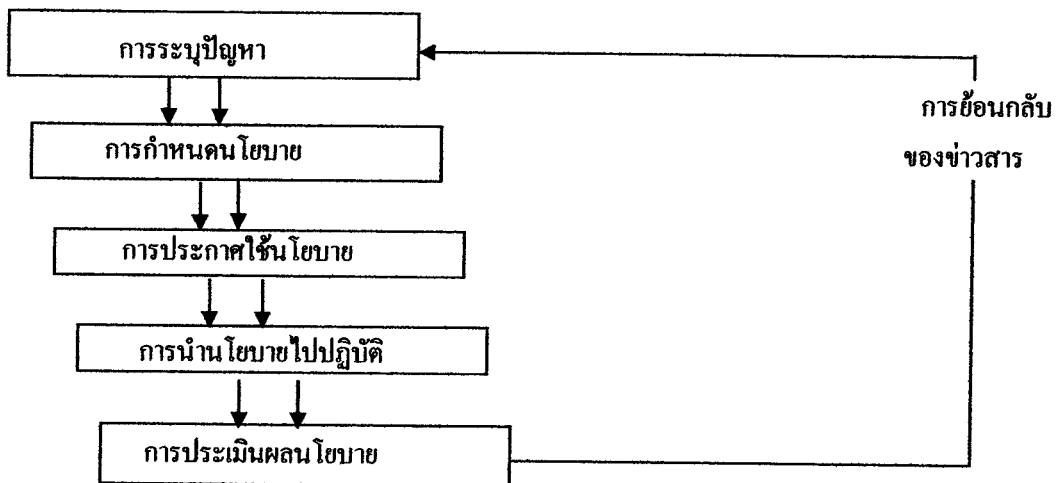 การระบุปัญหา
การย้อนกลับ
การกำหนดนโยบาย
ของข่าวสาร
การประกาศใช้นโยบาย
การนำนโยบายไปปฏิบัติ
การประเมินผลนโยบาย